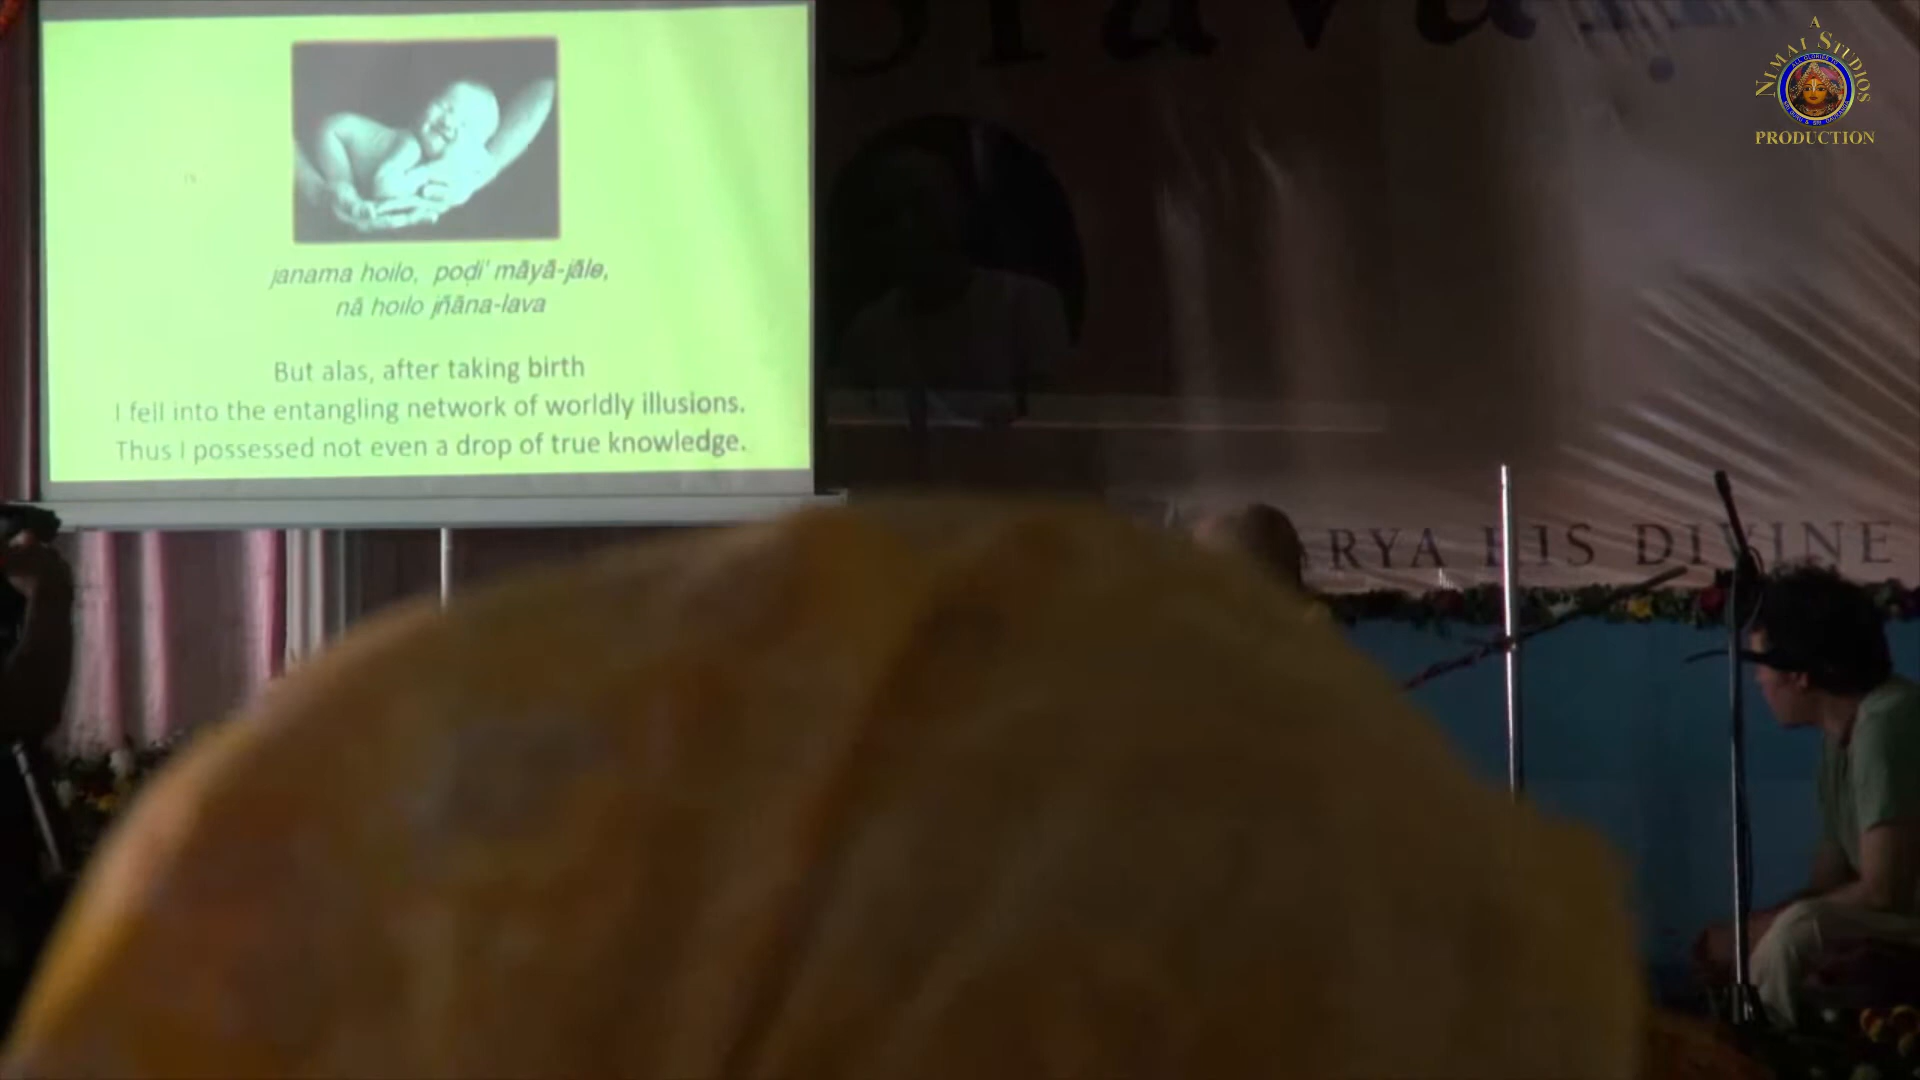 janama hoilo, poḍi' māyā-jāle,
nā hoilo jñāna-lava
But alas, after taking birth
I fell into the entangling network of worldly illusions.
Thus I possessed not even a drop of true knowledge.
A
NIMAI STUDIOS
PRODUCTION
ARYA HIS DIVINE